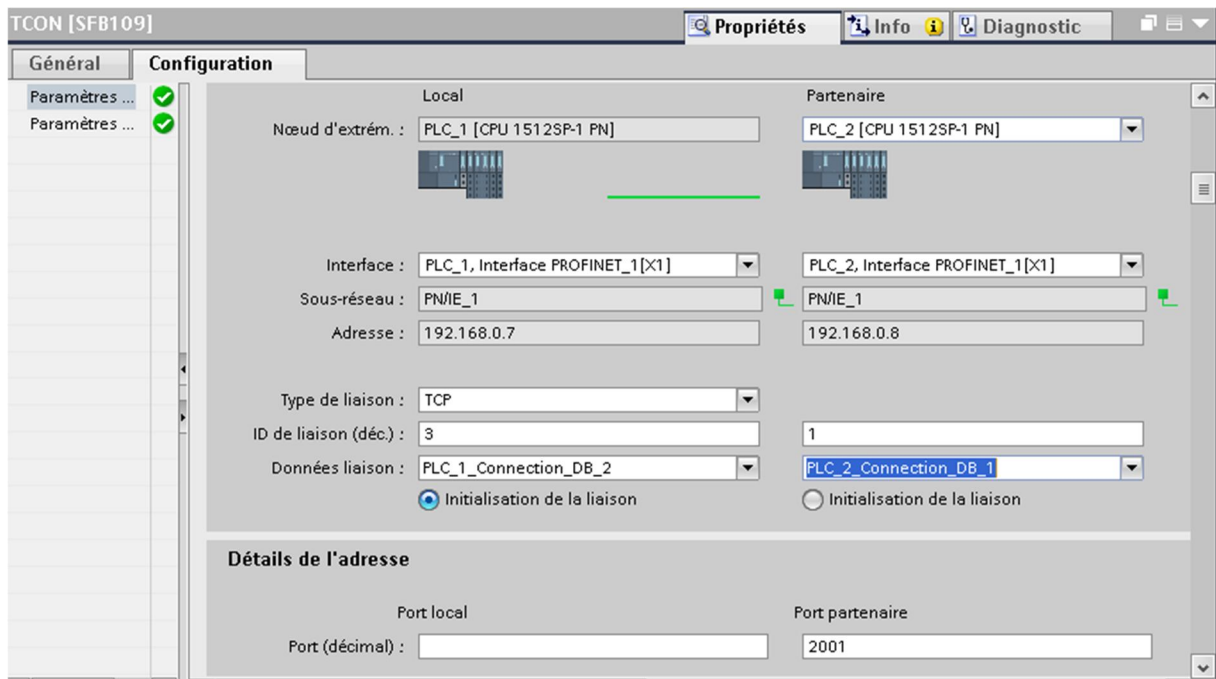 TCON [SFB109]
Propriétés
Info
Diagnostic
Général
Configuration
Paramètres ...
Paramètres ...
Local
Partenaire
Nœud d'extrém. : PLC_1 [CPU 1512SP-1 PN] PLC_2 [CPU 1512SP-1 PN]
Interface : PLC_1, Interface PROFINET_1[X1] PLC_2, Interface PROFINET_1[X1]
Sous-réseau : PN/IE_1 PN/IE_1
Adresse : 192.168.0.7 192.168.0.8
Type de liaison : TCP
ID de liaison (déc.) : 3 1
Données liaison : PLC_1_Connection_DB_2 PLC_2_Connection_DB_1
Initialisation de la liaison Initialisation de la liaison
Détails de l'adresse
Port local Port partenaire
Port (décimal) : 2001